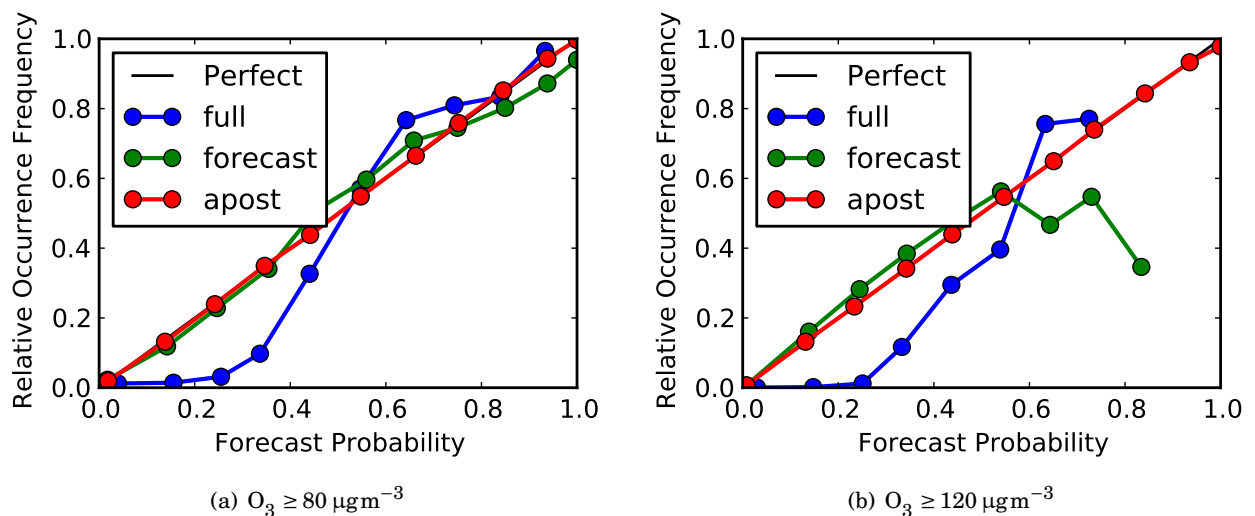 Relative Occurrence Frequency
1.0
0.8
0.6
0.4
0.2
0.0
Perfect
full
forecast
apost
0.0 0.2 0.4 0.6 0.8 1.0
Forecast Probability
(a) O₃ ≥ 80 µg m⁻³
Relative Occurrence Frequency
1.0
0.8
0.6
0.4
0.2
0.0
Perfect
full
forecast
apost
0.0 0.2 0.4 0.6 0.8 1.0
Forecast Probability
(b) O₃ ≥ 120 µg m⁻³